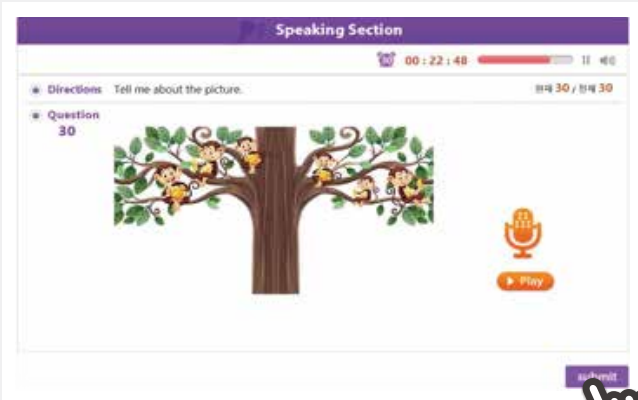 Speaking Section
00:22:48
Directions Tell me about the picture.
현재 30 / 전체 30
Question
30
Play
submit